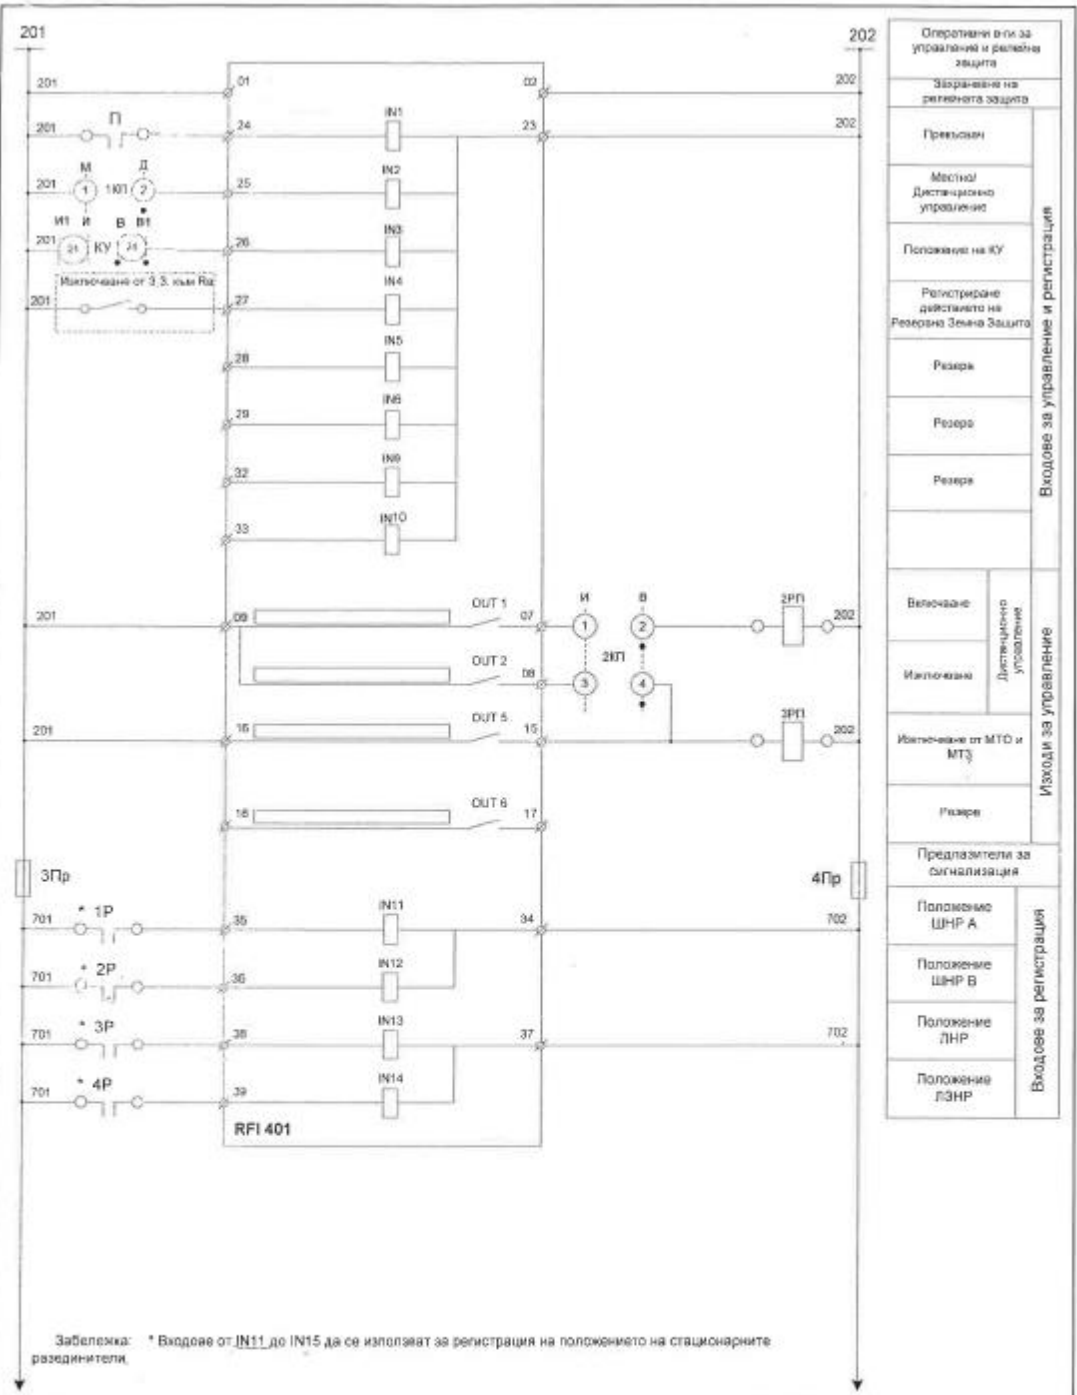 201
202
Оперативни в-ги за
управление и релейна
защита
201
01
02
202
Захранване на
релейната защита
П
201
24
IN1
23
202
Прекъсвач
М
Д
201
1
1КП
2
25
IN2
Местно/
Дистанционно
управление
И1 И
В В1
201
21
КУ
26
IN3
Положение на КУ
Изключване от З.З. към Rа
201
27
IN4
Регистриране
действието на
Резервна Земна Защита
28
IN5
Резерв
29
IN6
Резерв
32
IN9
Резерв
33
IN10
Входове за управление и регистрация
201
09
OUT 1
07
И
В
1
2
2РП
202
Включване
OUT 2
08
2КП
3
4
Изключване
Дистанционно
управление
201
16
OUT 5
15
3РП
202
Изключване от МТО и
МТЗ
18
OUT 6
17
Резерв
Изходи за управление
3Пр
4Пр
Предпазители за
сигнализация
* 1Р
701
35
IN11
34
702
Положение
ШНР А
* 2Р
701
36
IN12
Положение
ШНР В
* 3Р
701
38
IN13
37
702
Положение
ЛНР
* 4Р
701
39
IN14
Положение
ЛЗНР
Входове за регистрация
RFI 401
Забележка: * Входове от IN11 до IN15 да се използват за регистрация на положението на стационарните
разединители